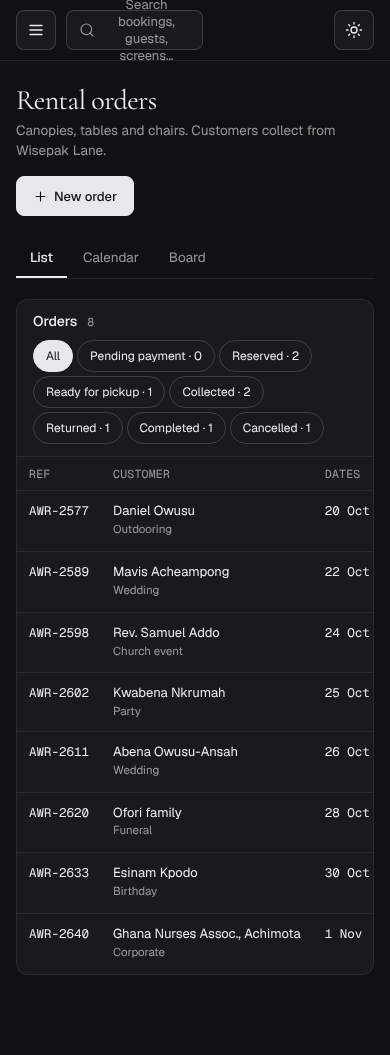 Search
bookings,
guests,
screens…
Rental orders
Canopies, tables and chairs. Customers collect from
Wisepak Lane.
+ New order
List Calendar Board
Orders 8
All Pending payment · 0 Reserved · 2
Ready for pickup · 1 Collected · 2
Returned · 1 Completed · 1 Cancelled · 1
REF CUSTOMER DATES
AWR-2577 Daniel Owusu 20 Oct
Outdooring
AWR-2589 Mavis Acheampong 22 Oct
Wedding
AWR-2598 Rev. Samuel Addo 24 Oct
Church event
AWR-2602 Kwabena Nkrumah 25 Oct
Party
AWR-2611 Abena Owusu-Ansah 26 Oct
Wedding
AWR-2620 Ofori family 28 Oct
Funeral
AWR-2633 Esinam Kpodo 30 Oct
Birthday
AWR-2640 Ghana Nurses Assoc., Achimota 1 Nov
Corporate